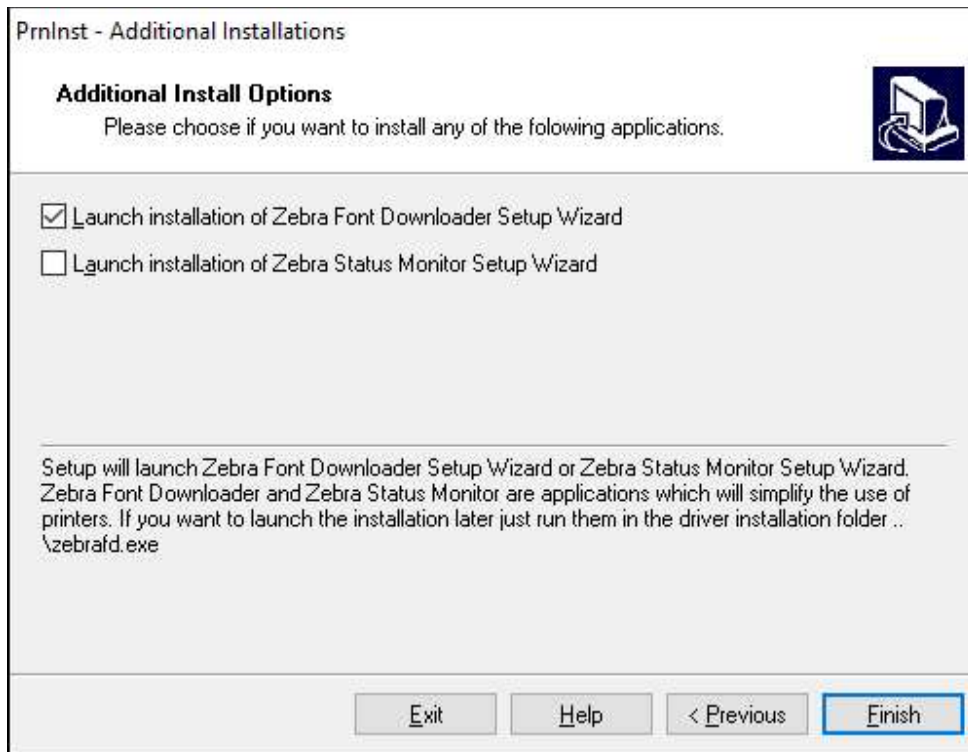 PrnInst - Additional Installations
Additional Install Options
Please choose if you want to install any of the folowing applications.
Launch installation of Zebra Font Downloader Setup Wizard
Launch installation of Zebra Status Monitor Setup Wizard
Setup will launch Zebra Font Downloader Setup Wizard or Zebra Status Monitor Setup Wizard.
Zebra Font Downloader and Zebra Status Monitor are applications which will simplify the use of
printers. If you want to launch the installation later just run them in the driver installation folder ..
\zebrafd.exe
Exit
Help
< Previous
Finish